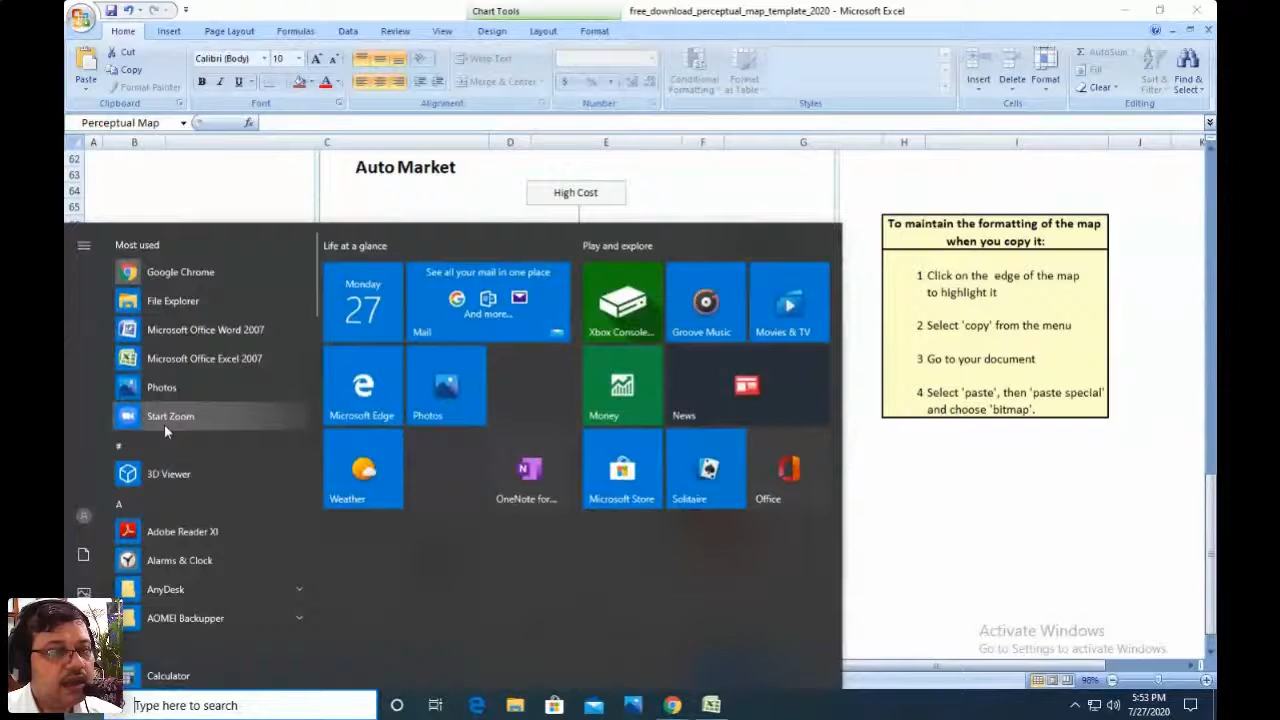 Chart Tools
free_download_perceptual_map_template_2020 - Microsoft Excel
Home
Insert
Page Layout
Formulas
Data
Review
View
Design
Layout
Format
Paste
Cut
Copy
Format Painter
Clipboard
Calibri (Body)
10
B
I
U
Font
Wrap Text
Merge & Center
Alignment
$
%
Number
Conditional
Formatting
Format
as Table
Styles
Insert
Delete
Format
Cells
AutoSum
Fill
Clear
Sort &
Filter
Find &
Select
Editing
Perceptual Map
fx
A
B
C
D
E
F
G
H
I
J
K
62
63
64
65
Auto Market
High Cost
To maintain the formatting of the map
when you copy it:
1 Click on the edge of the map
to highlight it
2 Select 'copy' from the menu
3 Go to your document
4 Select 'paste', then 'paste special'
and choose 'bitmap'.
Most used
Google Chrome
File Explorer
Microsoft Office Word 2007
Microsoft Office Excel 2007
Photos
Start Zoom
#
3D Viewer
A
Adobe Reader XI
Alarms & Clock
AnyDesk
AOMEI Backupper
Calculator
Life at a glance
Monday
27
See all your mail in one place
And more...
Mail
Microsoft Edge
Photos
Weather
OneNote for...
Play and explore
Xbox Console...
Groove Music
Movies & TV
Money
News
Microsoft Store
Solitaire
Office
Activate Windows
Go to Settings to activate Windows.
98%
Type here to search
5:53 PM
7/27/2020